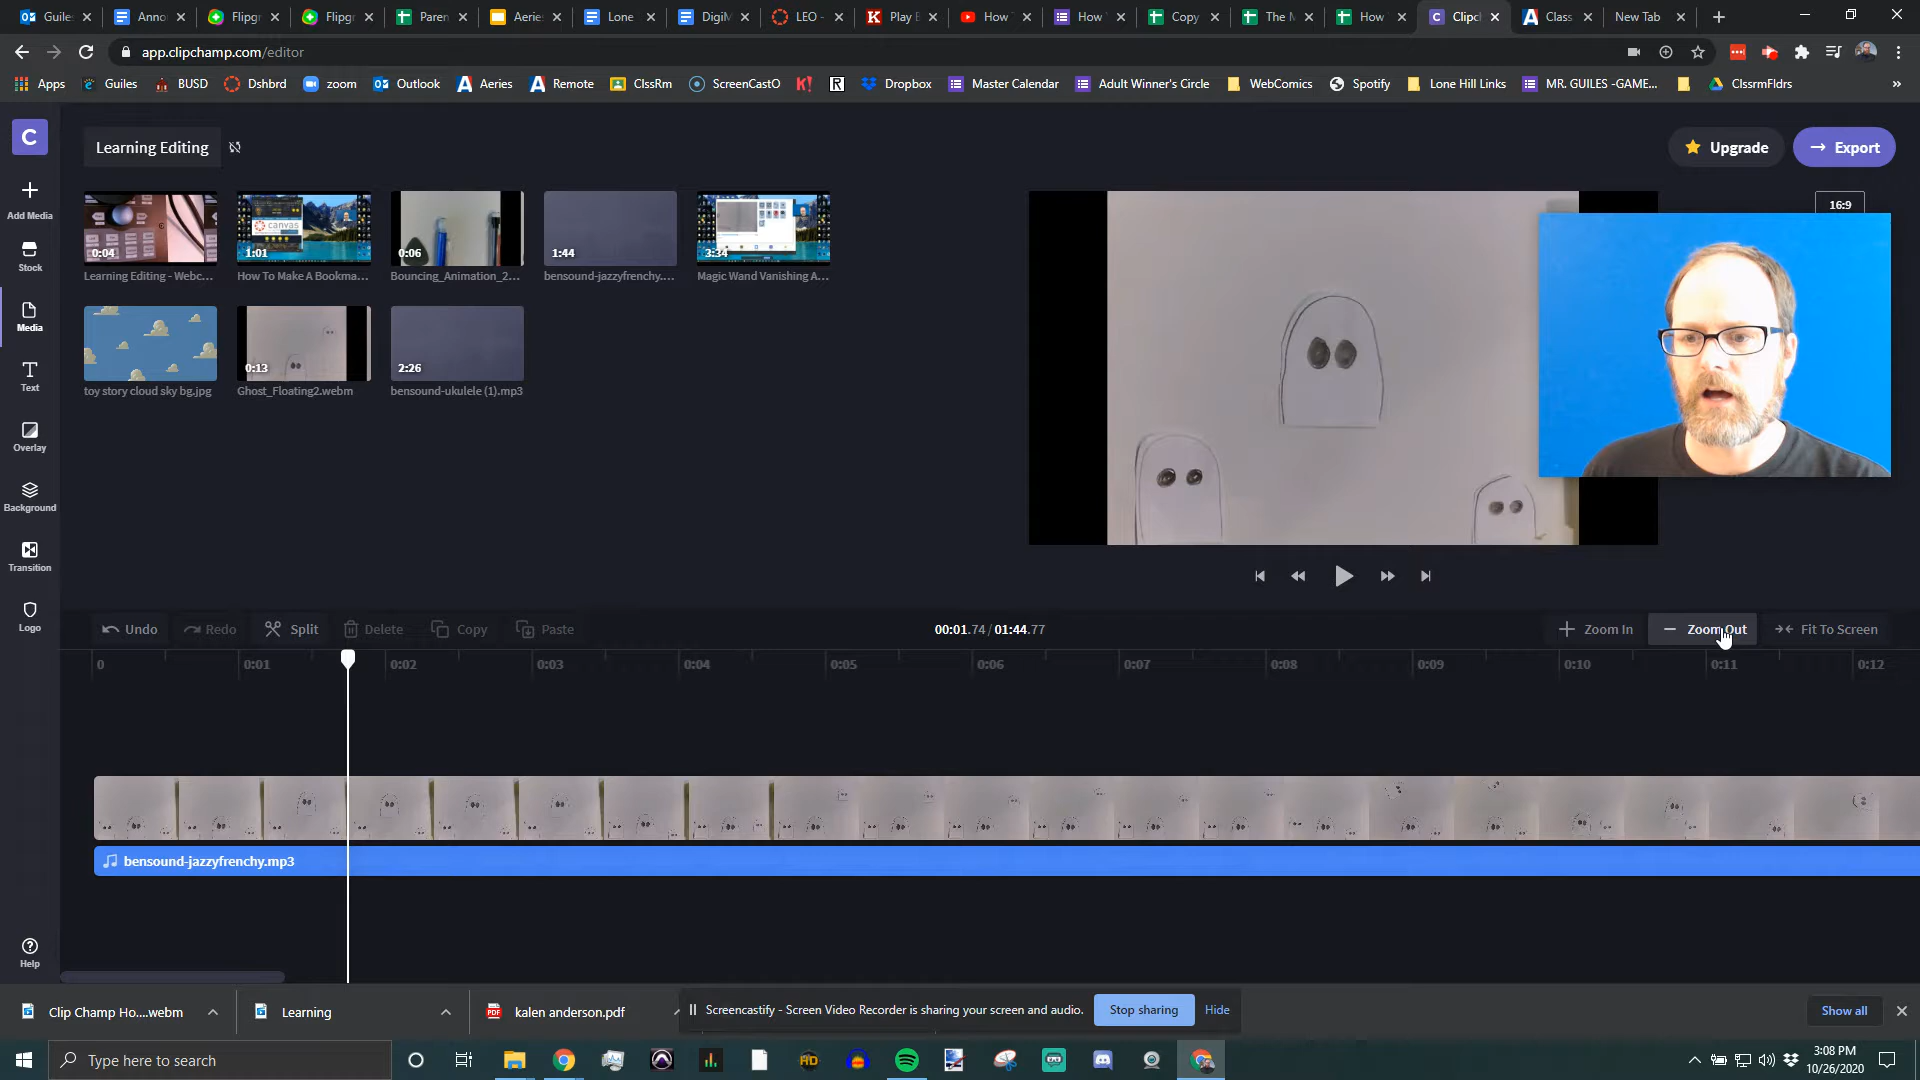 Guile
Anno
Flipgr
Flipgr
Paren
Aerie
Lone
DigiM
LEO -
Play B
How T
How
Copy
The M
How
Clipc
Class
New Tab
app.clipchamp.com/editor
Apps Guiles BUSD Dshbrd zoom Outlook Aeries Remote ClssRm ScreenCastO K! R Dropbox Master Calendar Adult Winner's Circle WebComics Spotify Lone Hill Links MR. GUILES -GAME... ClssrmFldrs »
C Learning Editing Upgrade Export
Add Media
Stock
Media
Text
Overlay
Background
Transition
Logo
Help
canvas
0:04 1:01 0:06 1:44 3:34
Learning Editing - Webc... How To Make A Bookma... Bouncing_Animation_2... bensound-jazzyfrenchy.... Magic Wand Vanishing A...
0:13 2:26
toy story cloud sky bg.jpg Ghost_Floating2.webm bensound-ukulele (1).mp3
16:9
Undo Redo Split Delete Copy Paste 00:01.74 / 01:44.77 Zoom In Zoom Out Fit To Screen
0 0:01 0:02 0:03 0:04 0:05 0:06 0:07 0:08 0:09 0:10 0:11 0:12
bensound-jazzyfrenchy.mp3
Clip Champ Ho....webm Learning kalen anderson.pdf Screencastify - Screen Video Recorder is sharing your screen and audio. Stop sharing Hide Show all
Type here to search
3:08 PM
10/26/2020